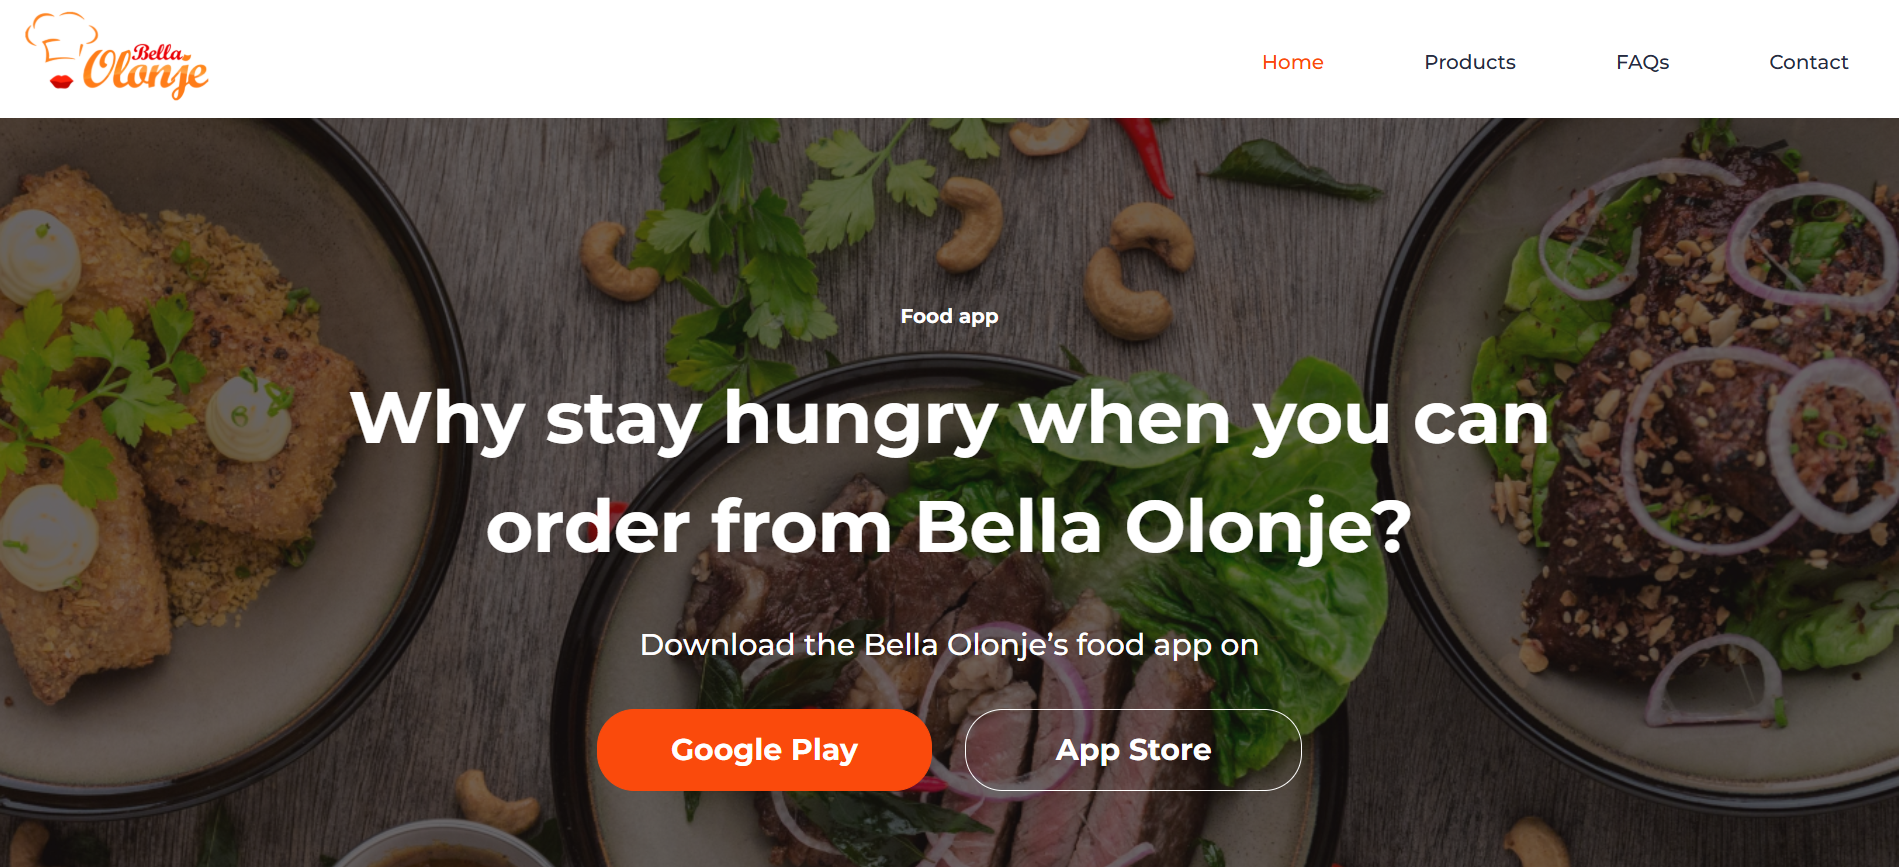 Bella
Olonje
Home
Products
FAQs
Contact
Food app
Why stay hungry when you can
order from Bella Olonje?
Download the Bella Olonje’s food app on
Google Play
App Store